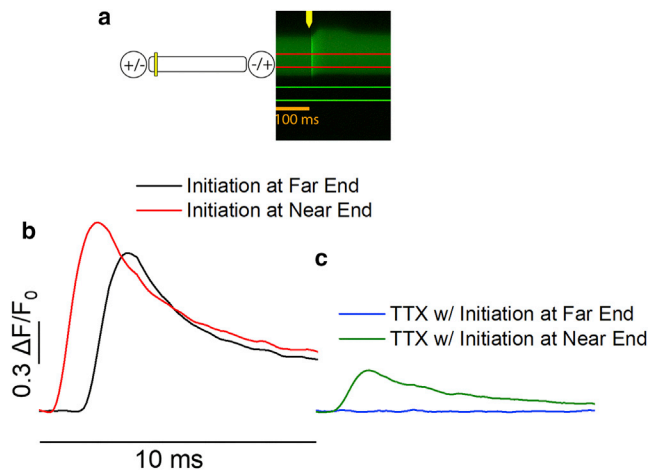 a
+/-
-/+
100 ms
Initiation at Far End
Initiation at Near End
b
c
TTX w/ Initiation at Far End
TTX w/ Initiation at Near End
0.3 ΔF/F₀
10 ms